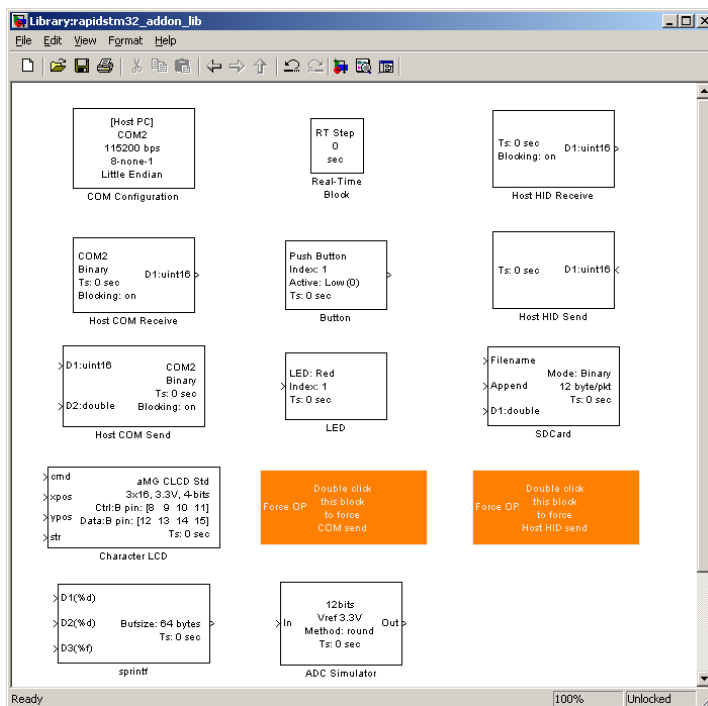 Library:rapidstm32_addon_lib
File Edit View Format Help
[Host PC]
COM2
115200 bps
8-none-1
Little Endian
COM Configuration
RT Step
0
sec
Real-Time
Block
Ts: 0 sec
Blocking: on
D1:uint16
Host HID Receive
COM2
Binary
Ts: 0 sec
Blocking: on
D1:uint16
Host COM Receive
Push Button
Index: 1
Active: Low(0)
Ts: 0 sec
Button
Ts: 0 sec D1:uint16
Host HID Send
D1:uint16
D2:double
COM2
Binary
Ts: 0 sec
Blocking: on
Host COM Send
LED: Red
Index: 1
Ts: 0 sec
LED
Filename
Append
D1:double
Mode: Binary
12 byte/pkt
Ts: 0 sec
SDCard
cmd
xpos
ypos
str
aMG CLCD Std
3x16, 3.3V, 4-bits
Ctrl:B pin: [8 9 10 11]
Data:B pin: [12 13 14 15]
Ts: 0 sec
Character LCD
Force OP
Double click
this block
to force
COM send
Force OP
Double click
this block
to force
Host HID send
D1(%d)
D2(%d)
D3(%f)
Bufsize: 64 bytes
Ts: 0 sec
sprintf
In
12bits
Vref 3.3V
Method: round
Ts: 0 sec
Out
ADC Simulator
Ready 100% Unlocked